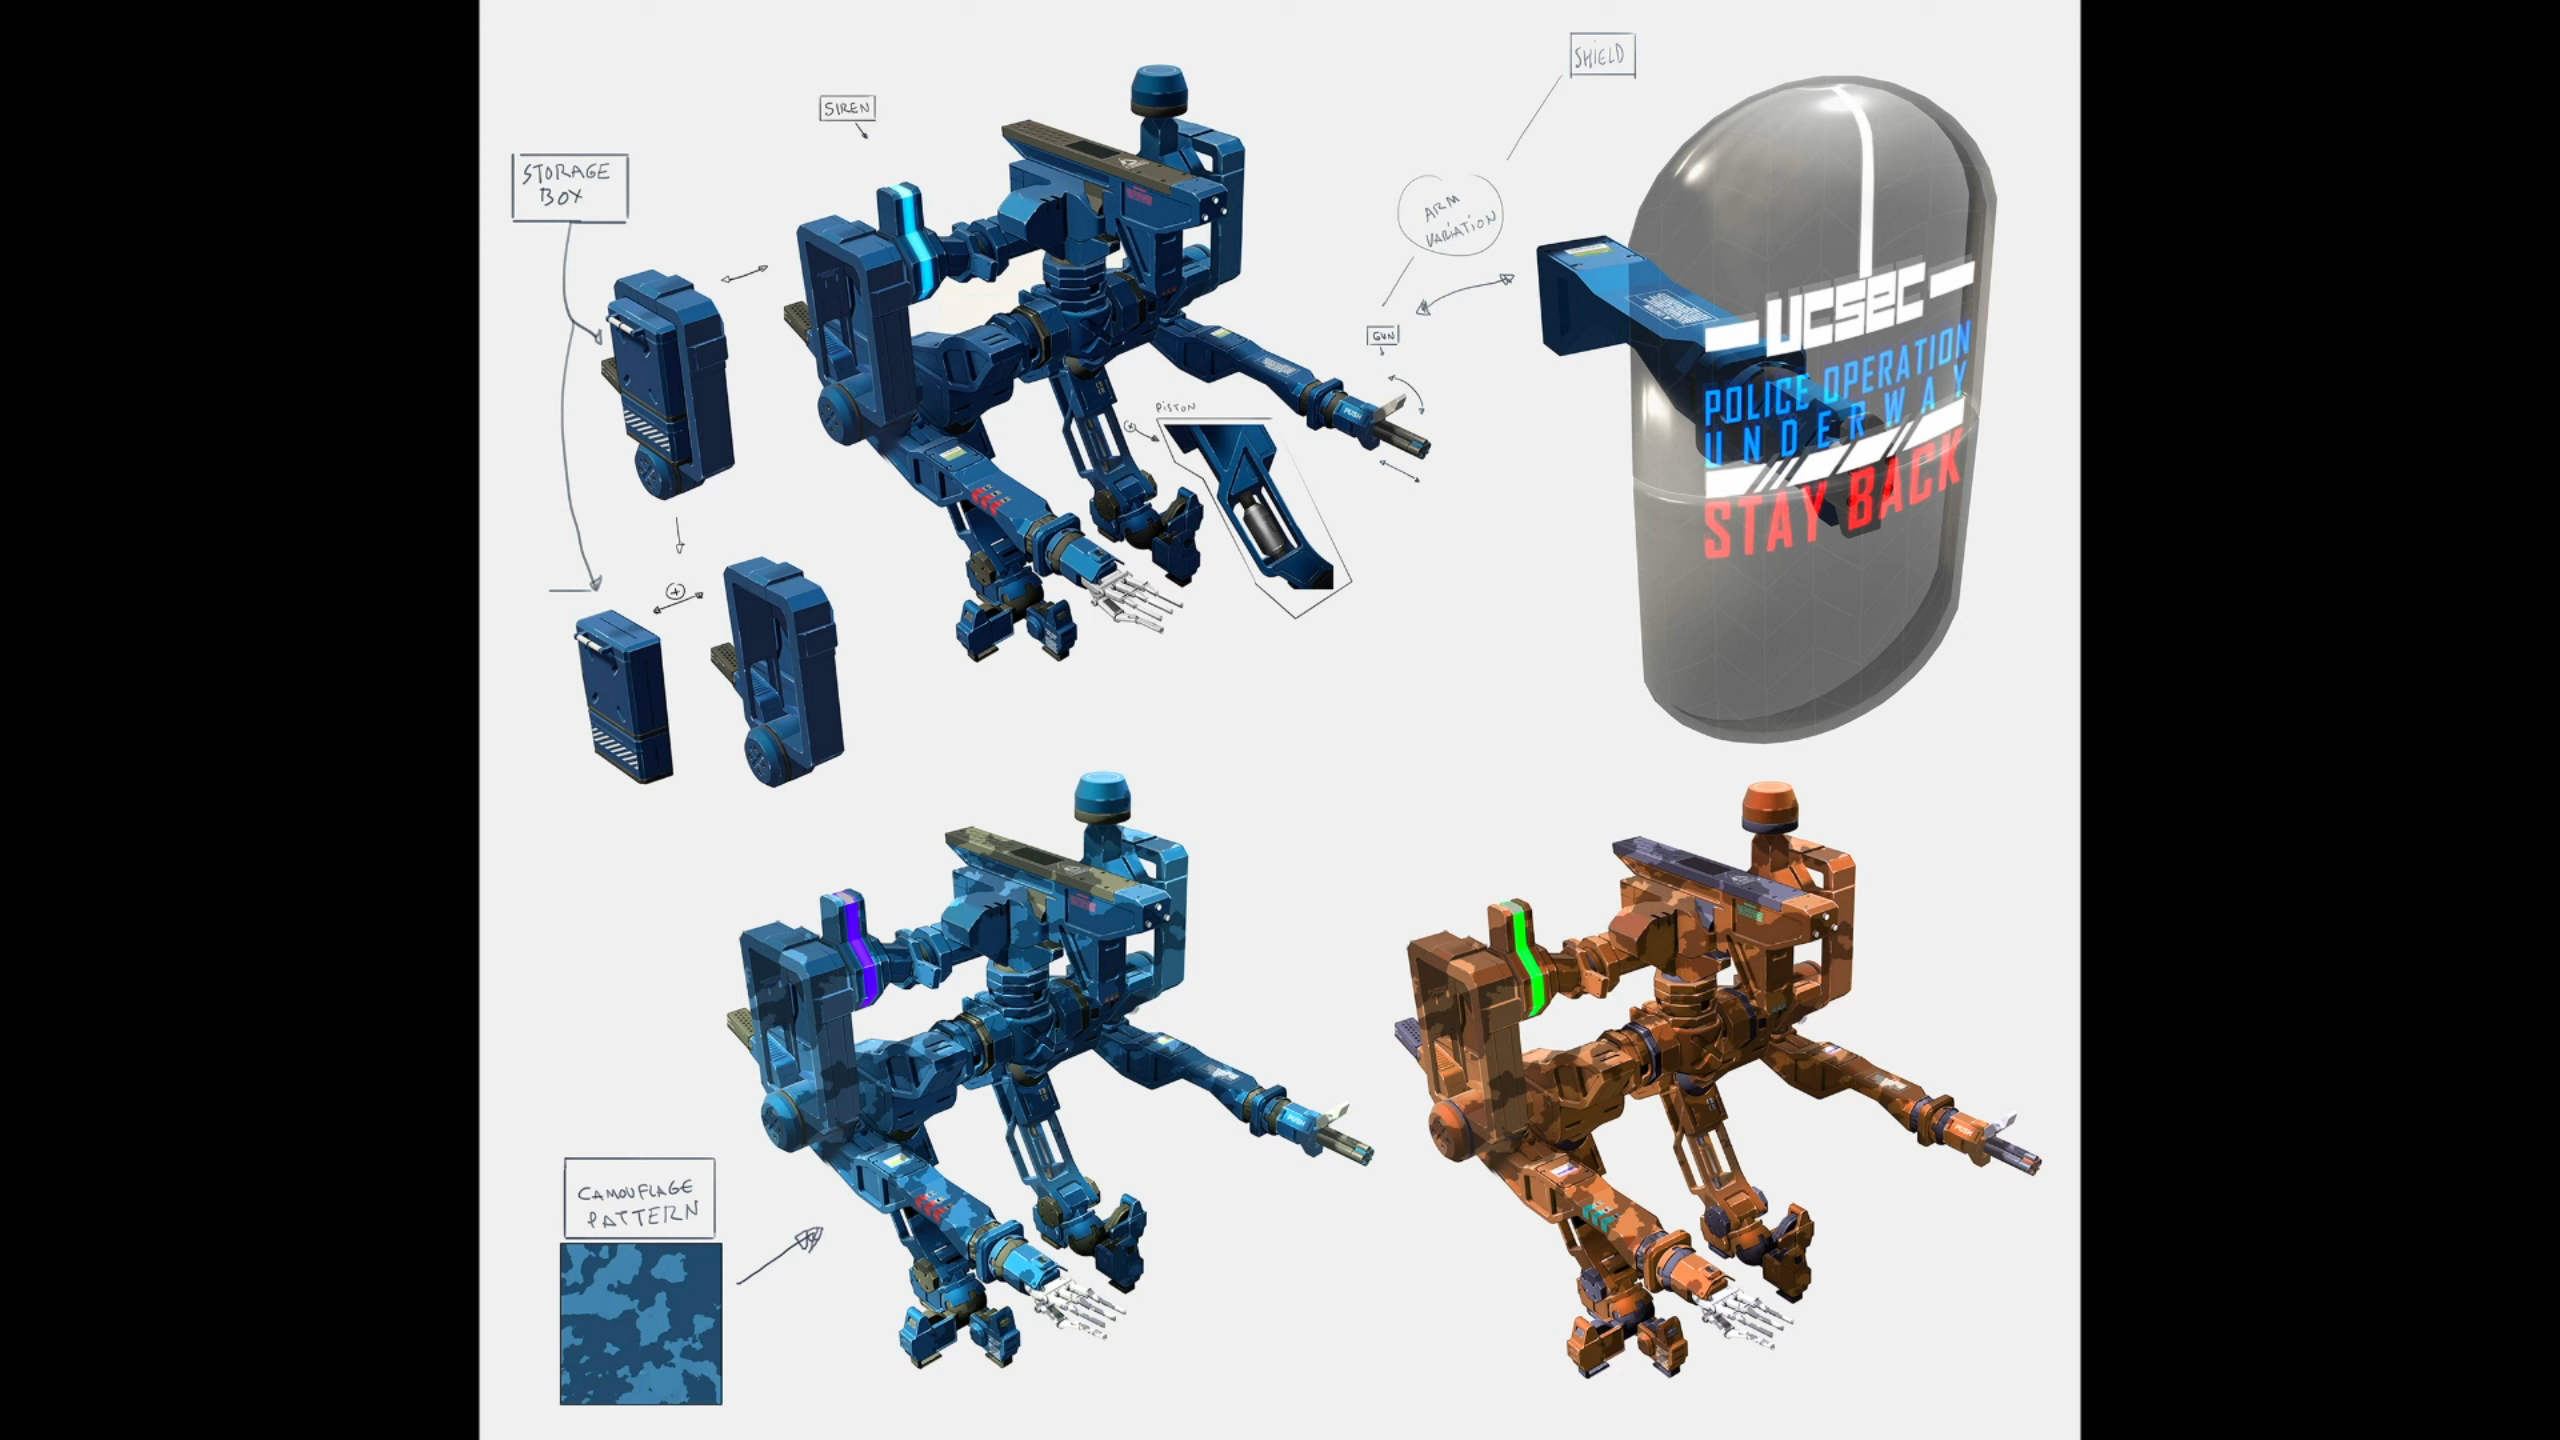 SHIELD
SIREN
STORAGE
BOX
ARM
VARIATION
GUN
PISTON
PUSH
UCSEC
POLICE OPERATION
UNDERWAY
STAY BACK
CAMOUFLAGE
PATTERN
PUSH
PUSH